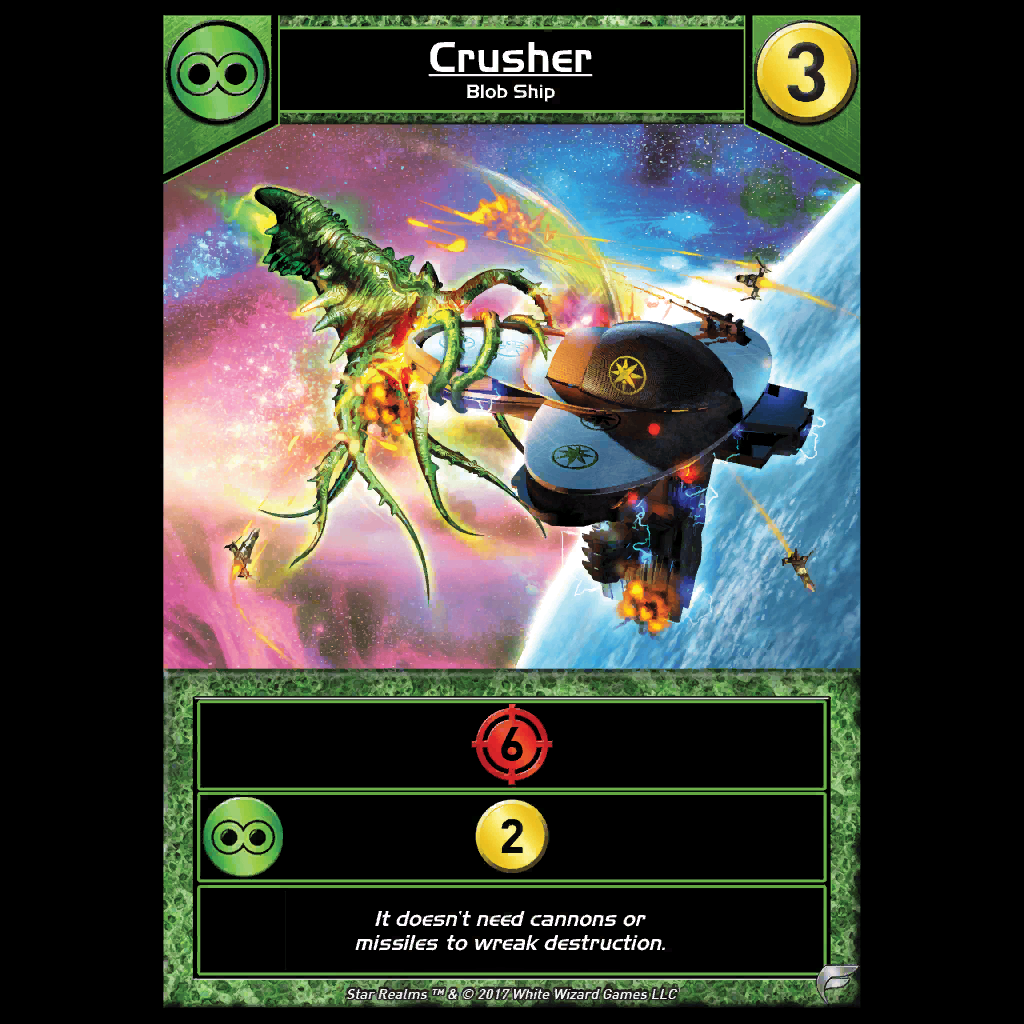 Crusher
Blob Ship
3
6
2
It doesn't need cannons or
missiles to wreak destruction.
Star Realms ™ & © 2017 White Wizard Games LLC